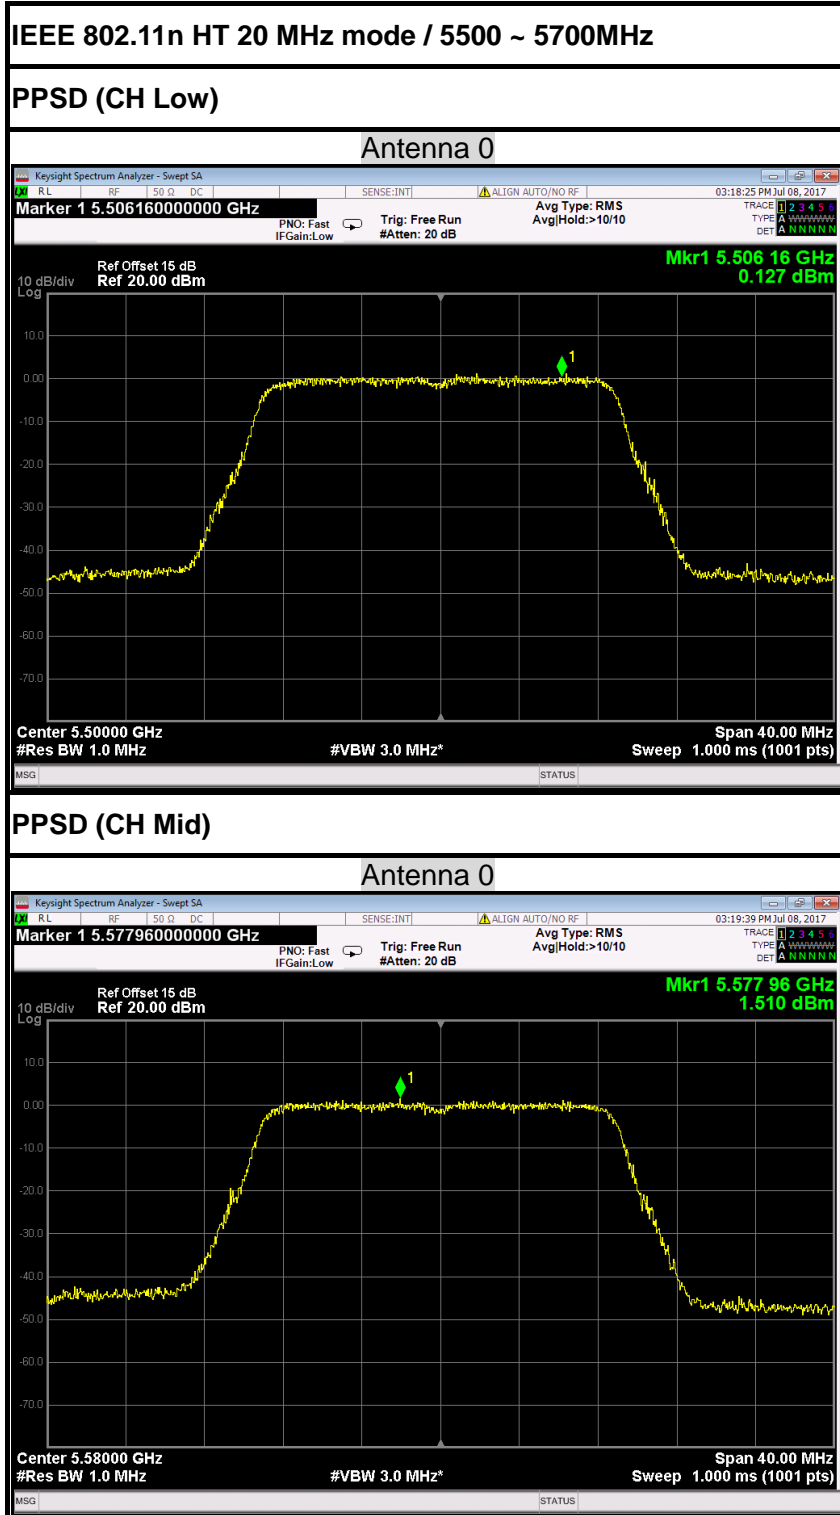 IEEE 802.11n HT 20 MHz mode / 5500 ~ 5700MHz
PPSD (CH Low)
Antenna 0
Keysight Spectrum Analyzer - Swept SA
LXI RL RF 50 Ω DC SENSE:INT ALIGN AUTO/NO RF 03:18:25 PM Jul 08, 2017
Marker 1 5.506160000000 GHz
PNO: Fast
IFGain:Low
Trig: Free Run
#Atten: 20 dB
Avg Type: RMS
Avg|Hold:>10/10
TRACE 1 2 3 4 5 6
TYPE A WWWWW
DET A N N N N N
Mkr1 5.506 16 GHz
0.127 dBm
Ref Offset 15 dB
10 dB/div Ref 20.00 dBm
Log
1
10.0
0.00
-10.0
-20.0
-30.0
-40.0
-50.0
-60.0
-70.0
Center 5.50000 GHz Span 40.00 MHz
#Res BW 1.0 MHz #VBW 3.0 MHz* Sweep 1.000 ms (1001 pts)
MSG STATUS
PPSD (CH Mid)
Antenna 0
Keysight Spectrum Analyzer - Swept SA
LXI RL RF 50 Ω DC SENSE:INT ALIGN AUTO/NO RF 03:19:39 PM Jul 08, 2017
Marker 1 5.577960000000 GHz
PNO: Fast
IFGain:Low
Trig: Free Run
#Atten: 20 dB
Avg Type: RMS
Avg|Hold:>10/10
TRACE 1 2 3 4 5 6
TYPE A WWWWW
DET A N N N N N
Mkr1 5.577 96 GHz
1.510 dBm
Ref Offset 15 dB
10 dB/div Ref 20.00 dBm
Log
1
10.0
0.00
-10.0
-20.0
-30.0
-40.0
-50.0
-60.0
-70.0
Center 5.58000 GHz Span 40.00 MHz
#Res BW 1.0 MHz #VBW 3.0 MHz* Sweep 1.000 ms (1001 pts)
MSG STATUS